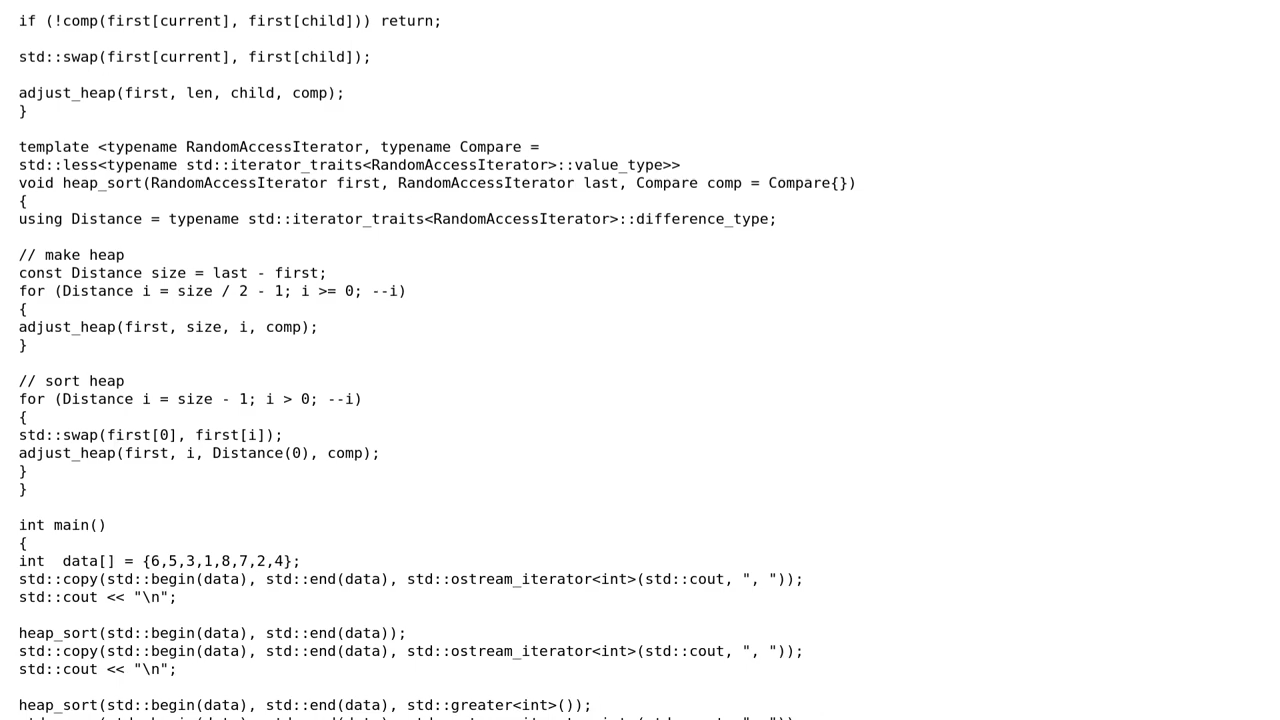 if (!comp(first[current], first[child])) return;

std::swap(first[current], first[child]);

adjust_heap(first, len, child, comp);
}

template <typename RandomAccessIterator, typename Compare =
std::less<typename std::iterator_traits<RandomAccessIterator>::value_type>>
void heap_sort(RandomAccessIterator first, RandomAccessIterator last, Compare comp = Compare{})
{
using Distance = typename std::iterator_traits<RandomAccessIterator>::difference_type;

// make heap
const Distance size = last - first;
for (Distance i = size / 2 - 1; i >= 0; --i)
{
adjust_heap(first, size, i, comp);
}

// sort heap
for (Distance i = size - 1; i > 0; --i)
{
std::swap(first[0], first[i]);
adjust_heap(first, i, Distance(0), comp);
}
}

int main()
{
int  data[] = {6,5,3,1,8,7,2,4};
std::copy(std::begin(data), std::end(data), std::ostream_iterator<int>(std::cout, ", "));
std::cout << "\n";

heap_sort(std::begin(data), std::end(data));
std::copy(std::begin(data), std::end(data), std::ostream_iterator<int>(std::cout, ", "));
std::cout << "\n";

heap_sort(std::begin(data), std::end(data), std::greater<int>());